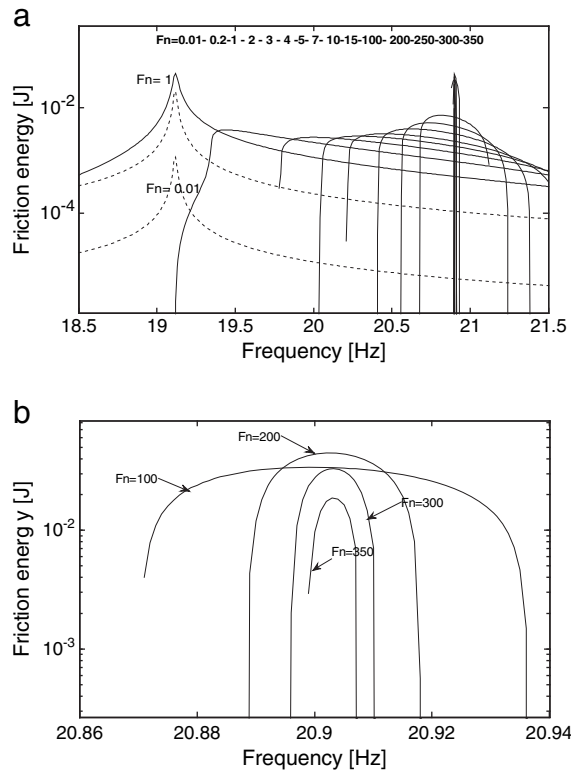 a
Fn=0.01- 0.2-1 - 2 - 3 - 4 -5- 7- 10-15-100- 200-250-300-350
Fn= 1
Fn= 0.01
Friction energy [J]
10-2
10-4
18.5 19 19.5 20 20.5 21 21.5
Frequency [Hz]
b
Fn=200
Fn=100
Fn=300
Fn=350
Friction energ y [J]
10-2
10-3
20.86 20.88 20.9 20.92 20.94
Frequency [Hz]